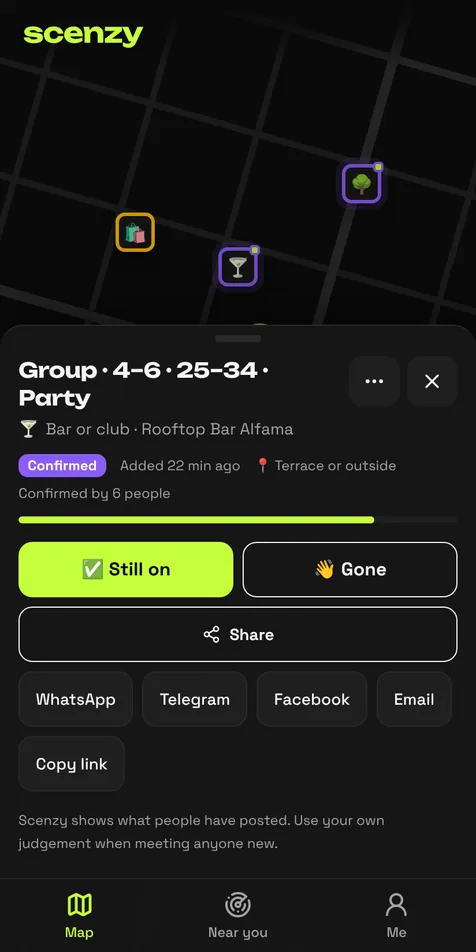 scenzy
Group · 4–6 · 25–34 ·
Party
Bar or club · Rooftop Bar Alfama
Confirmed Added 22 min ago Terrace or outside
Confirmed by 6 people
Still on Gone
Share
WhatsApp Telegram Facebook Email
Copy link
Scenzy shows what people have posted. Use your own
judgement when meeting anyone new.
Map Near you Me